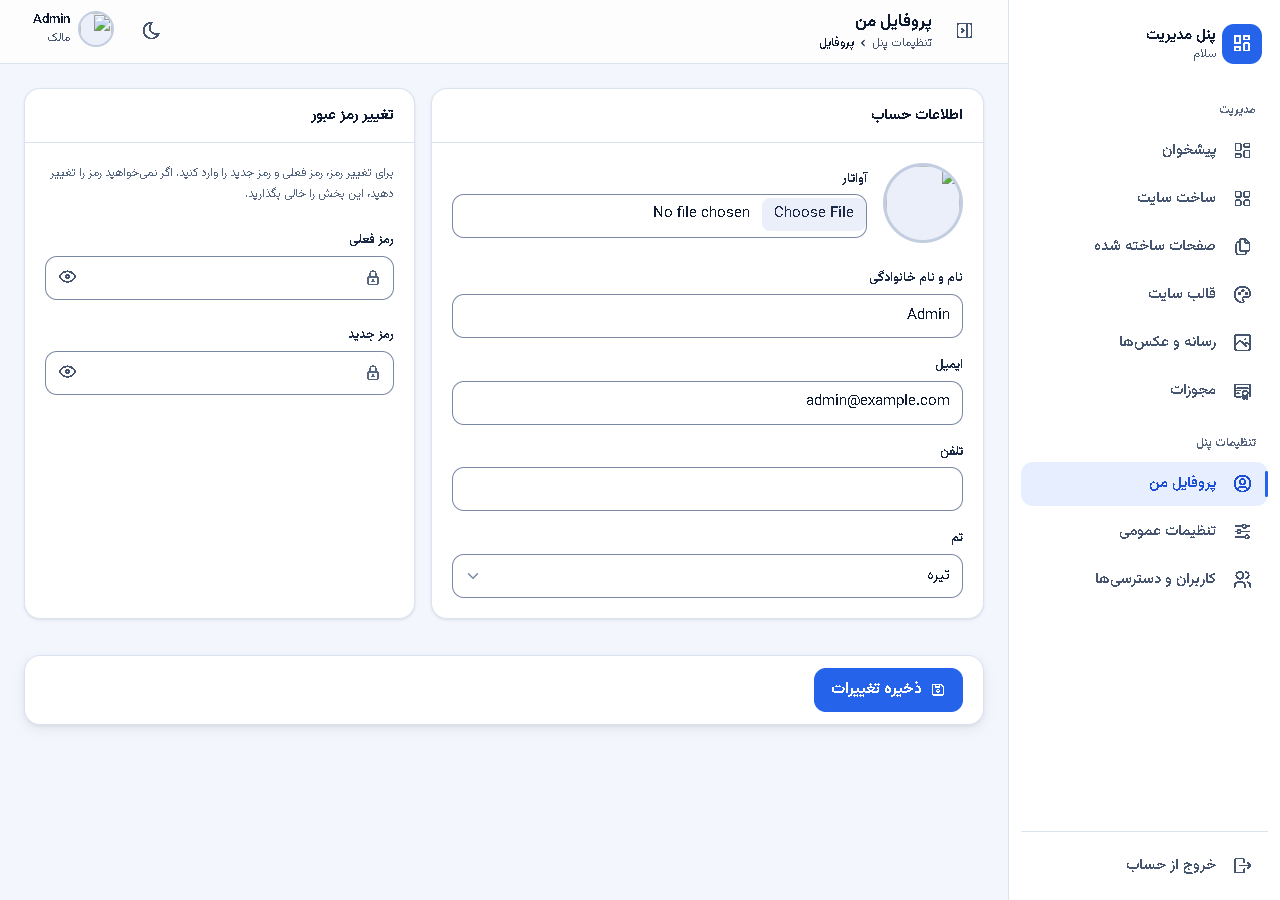 پنل مدیریت
سلام
مدیریت
پیشخوان
ساخت سایت
صفحات ساخته شده
قالب سایت
رسانه و عکس‌ها
مجوزات
تنظیمات پنل
پروفایل من
تنظیمات عمومی
کاربران و دسترسی‌ها
خروج از حساب
پروفایل من
تنظیمات پنل › پروفایل
Admin
مالک
اطلاعات حساب
آواتار
Choose File No file chosen
نام و نام خانوادگی
Admin
ایمیل
admin@example.com
تلفن
تم
تیره
تغییر رمز عبور
برای تغییر رمز، رمز فعلی و رمز جدید را وارد کنید. اگر نمی‌خواهید رمز را تغییر
دهید، این بخش را خالی بگذارید.
رمز فعلی
رمز جدید
ذخیره تغییرات